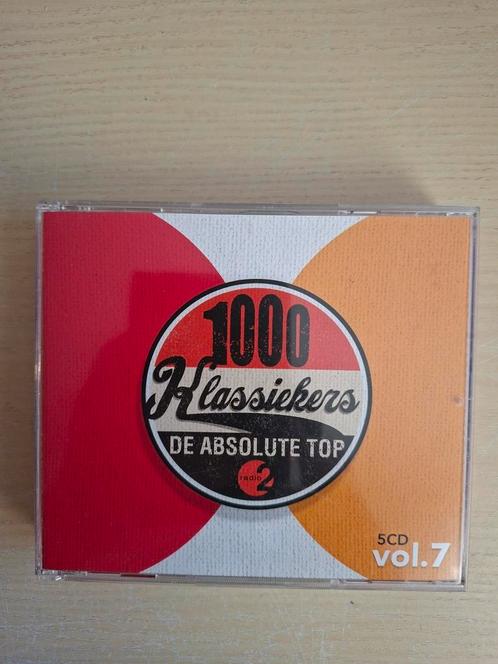 1000
Klassiekers
DE ABSOLUTE TOP
radio 2
5CD
vol.7